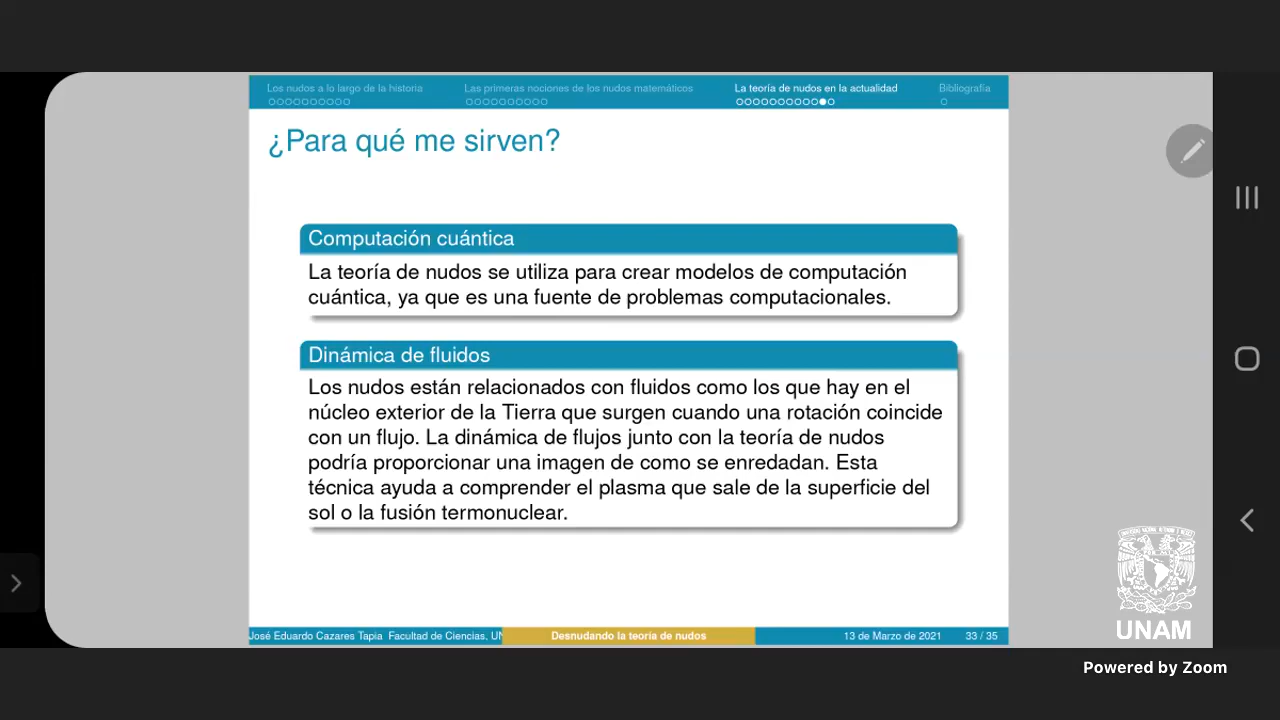 Los nudos a lo largo de la historia
Las primeras nociones de los nudos matemáticos
La teoría de nudos en la actualidad
Bibliografía
¿Para qué me sirven?
Computación cuántica
La teoría de nudos se utiliza para crear modelos de computación
cuántica, ya que es una fuente de problemas computacionales.
Dinámica de fluidos
Los nudos están relacionados con fluidos como los que hay en el
núcleo exterior de la Tierra que surgen cuando una rotación coincide
con un flujo. La dinámica de flujos junto con la teoría de nudos
podría proporcionar una imagen de como se enredadan. Esta
técnica ayuda a comprender el plasma que sale de la superficie del
sol o la fusión termonuclear.
José Eduardo Cazares Tapia Facultad de Ciencias, UN
Desnudando la teoría de nudos
13 de Marzo de 2021
33 / 35
UNAM
Powered by Zoom